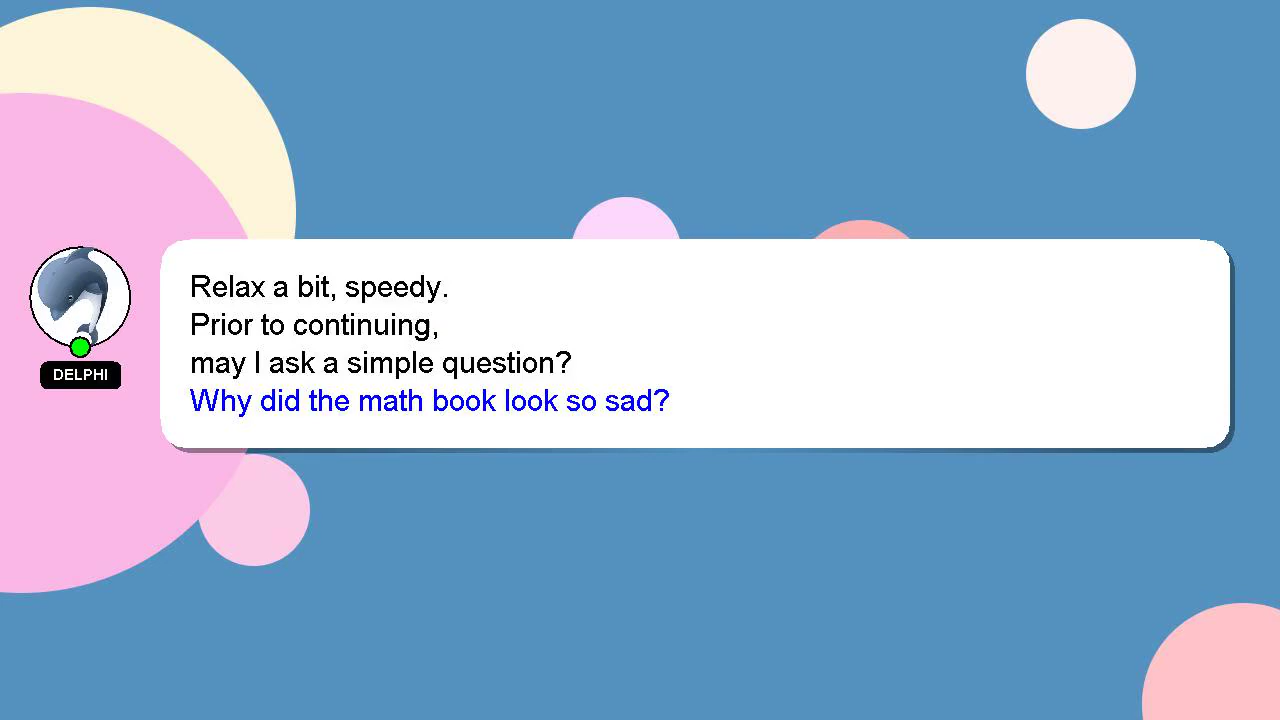 Relax a bit, speedy.
Prior to continuing,
may I ask a simple question?
Why did the math book look so sad?
DELPHI